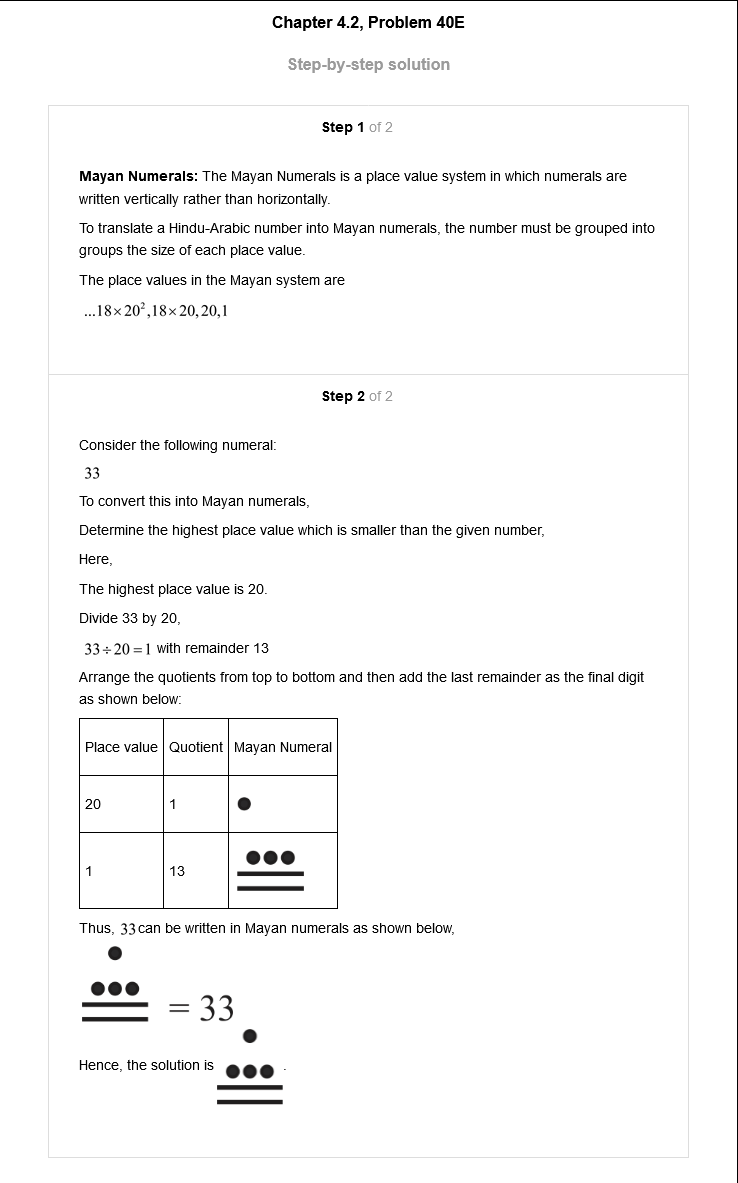 Chapter 4.2, Problem 40E
Step-by-step solution
Step 1 of 2
Mayan Numerals: The Mayan Numerals is a place value system in which numerals are
written vertically rather than horizontally.
To translate a Hindu-Arabic number into Mayan numerals, the number must be grouped into
groups the size of each place value.
The place values in the Mayan system are
...18×20²,18×20,20,1
Step 2 of 2
Consider the following numeral:
33
To convert this into Mayan numerals,
Determine the highest place value which is smaller than the given number,
Here,
The highest place value is 20.
Divide 33 by 20,
33÷20=1 with remainder 13
Arrange the quotients from top to bottom and then add the last remainder as the final digit
as shown below:
Place value Quotient Mayan Numeral
20 1
1 13
Thus, 33can be written in Mayan numerals as shown below,
= 33
Hence, the solution is .